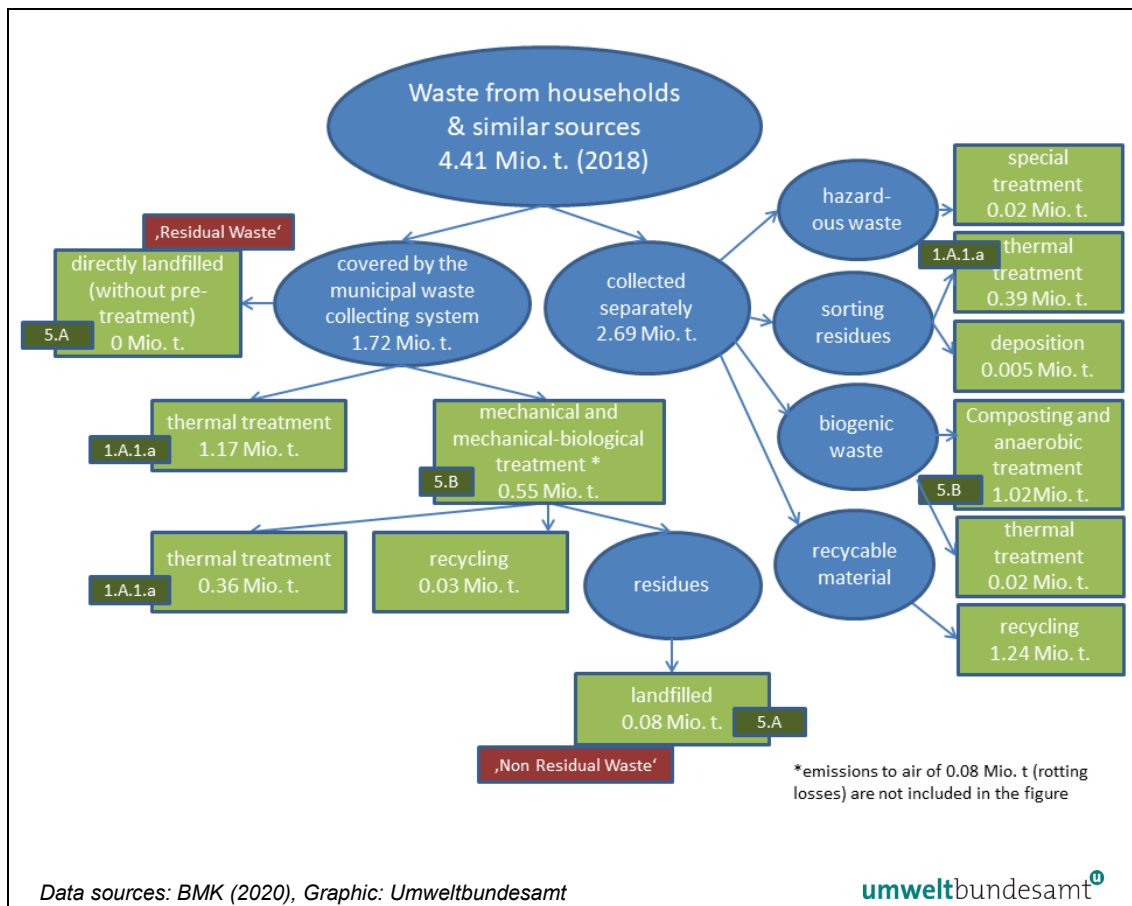 Waste from households
& similar sources
4.41 Mio. t. (2018)
‚Residual Waste‘
directly landfilled
(without pre-
treatment)
0 Mio. t.
5.A
covered by the
municipal waste
collecting system
1.72 Mio. t.
collected
separately
2.69 Mio. t.
hazard-
ous waste
special
treatment
0.02 Mio. t.
1.A.1.a
thermal
treatment
0.39 Mio. t.
sorting
residues
deposition
0.005 Mio. t.
thermal treatment
1.17 Mio. t.
1.A.1.a
mechanical and
mechanical-biological
treatment *
0.55 Mio. t.
5.B
biogenic
waste
Composting and
anaerobic
treatment
1.02Mio. t.
5.B
thermal
treatment
0.02 Mio. t.
thermal treatment
0.36 Mio. t.
1.A.1.a
recycling
0.03 Mio. t.
residues
recycable
material
recycling
1.24 Mio. t.
landfilled
0.08 Mio. t.
5.A
‚Non Residual Waste‘
*emissions to air of 0.08 Mio. t (rotting
losses) are not included in the figure
Data sources: BMK (2020), Graphic: Umweltbundesamt
umweltbundesamt u